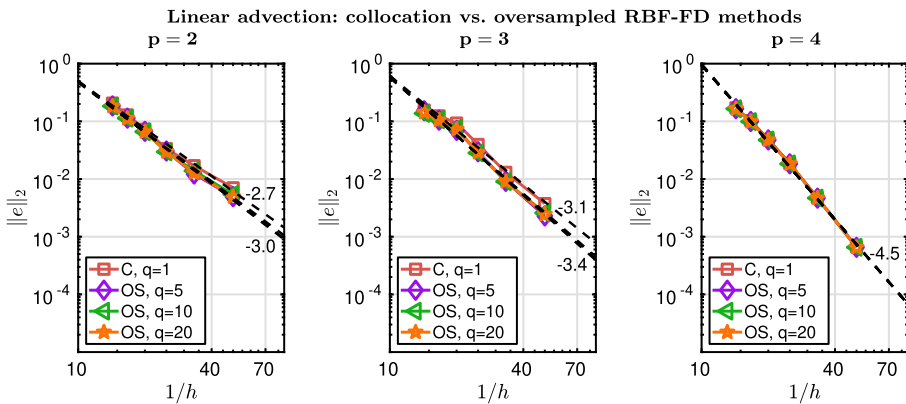 Linear advection: collocation vs. oversampled RBF-FD methods
p = 2
10^0
10^-1
10^-2
10^-3
10^-4
‖e‖_2
-2.7
-3.0
C, q=1
OS, q=5
OS, q=10
OS, q=20
10 40 70
1/h
p = 3
10^0
10^-1
10^-2
10^-3
10^-4
‖e‖_2
-3.1
-3.4
C, q=1
OS, q=5
OS, q=10
OS, q=20
10 40 70
1/h
p = 4
10^0
10^-1
10^-2
10^-3
10^-4
‖e‖_2
-4.5
C, q=1
OS, q=5
OS, q=10
OS, q=20
10 40 70
1/h